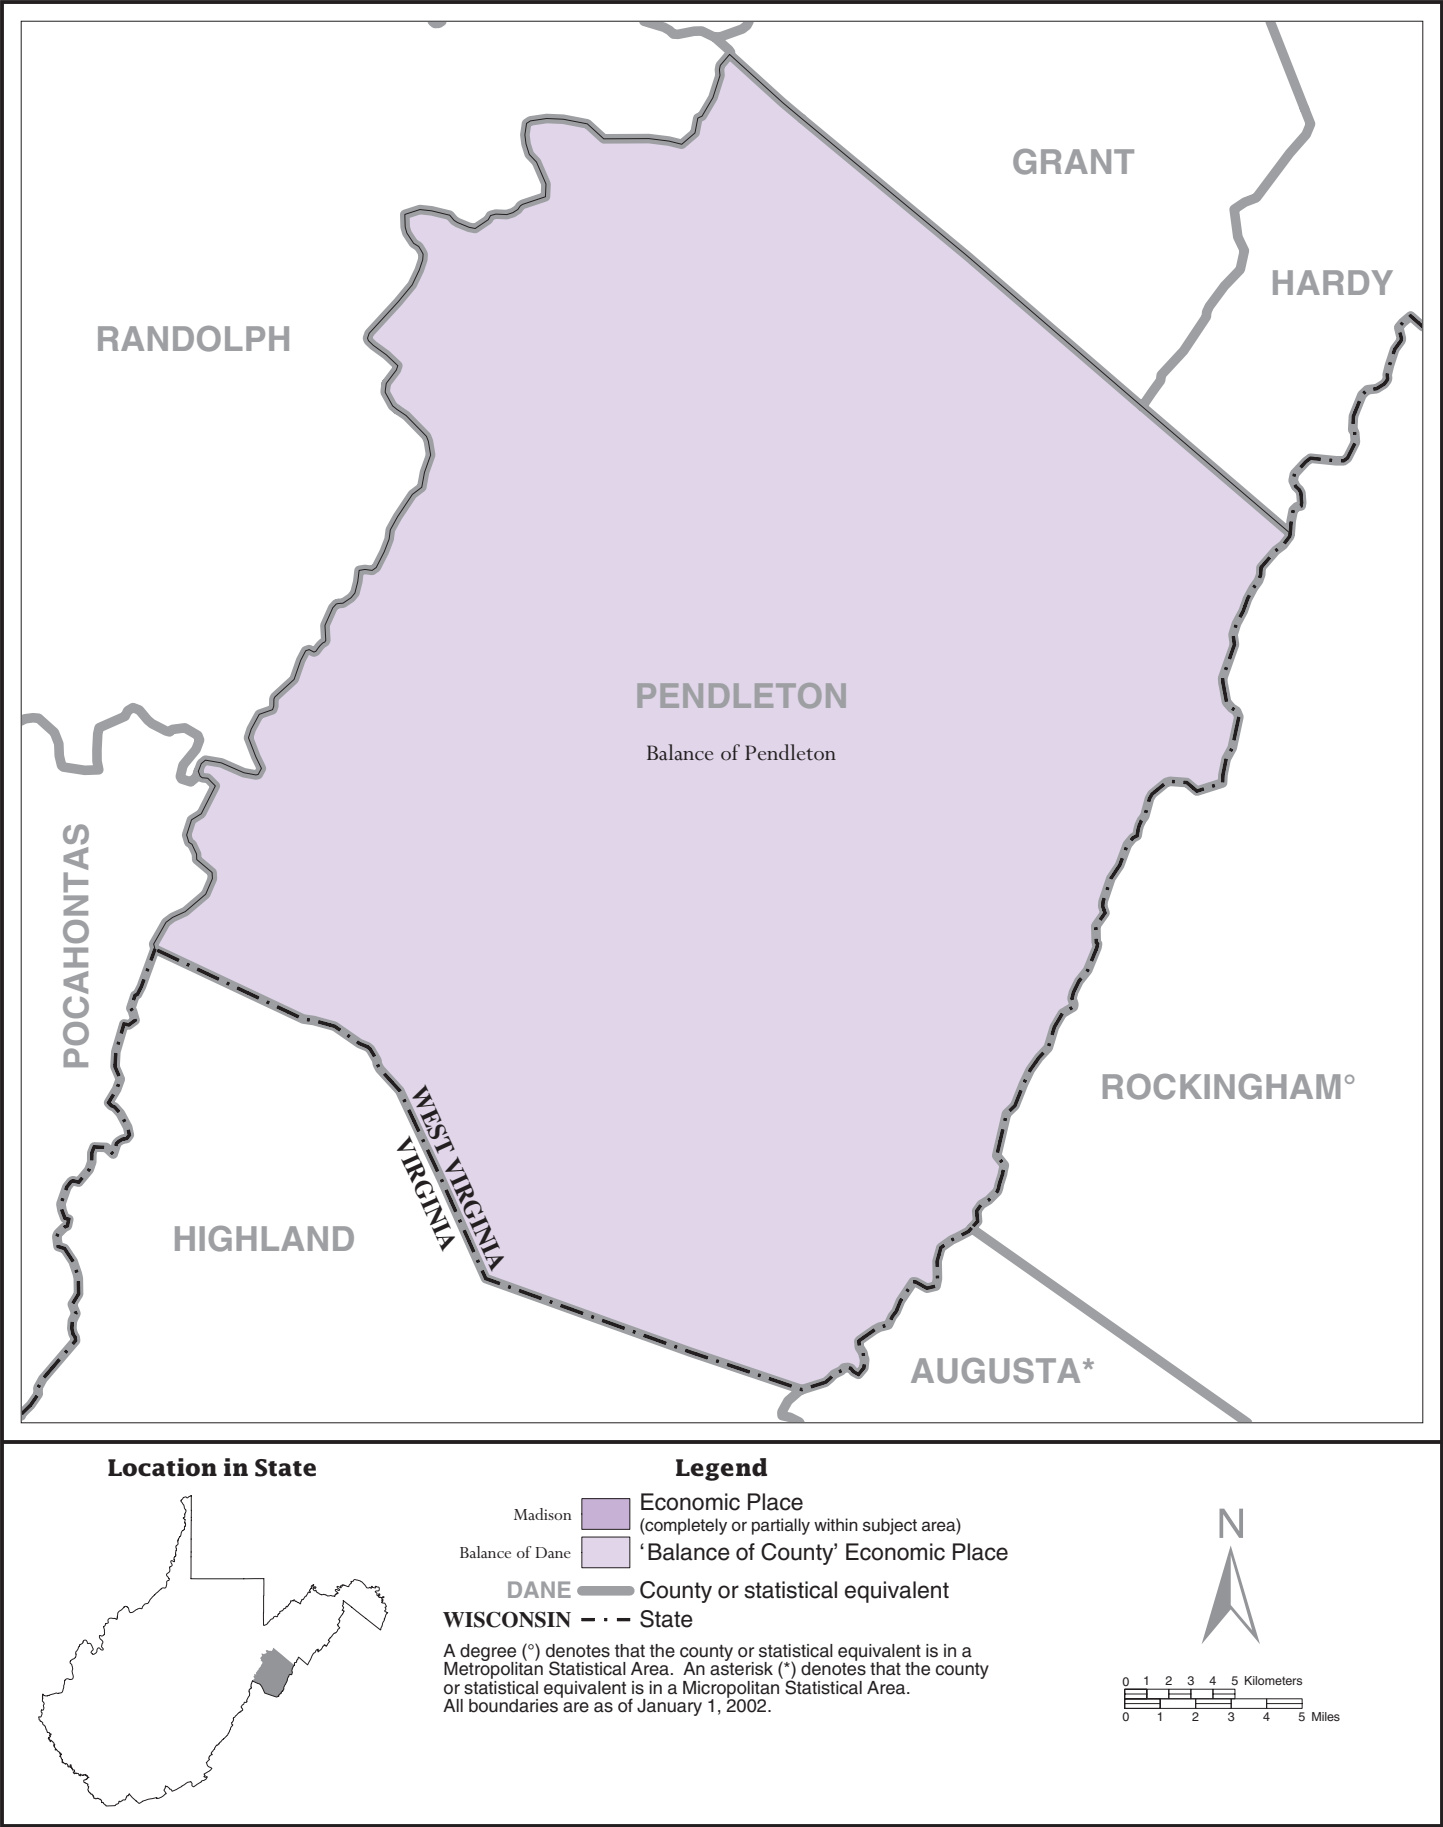 GRANT
HARDY
RANDOLPH
PENDLETON
Balance of Pendleton
POCAHONTAS
ROCKINGHAM°
WEST VIRGINIA
VIRGINIA
HIGHLAND
AUGUSTA*
Location in State
Legend
Madison
Economic Place
(completely or partially within subject area)
Balance of Dane
‘Balance of County’ Economic Place
DANE
County or statistical equivalent
WISCONSIN
State
A degree (°) denotes that the county or statistical equivalent is in a
Metropolitan Statistical Area. An asterisk (*) denotes that the county
or statistical equivalent is in a Micropolitan Statistical Area.
All boundaries are as of January 1, 2002.
N
0 1 2 3 4 5 Kilometers
0 1 2 3 4 5 Miles